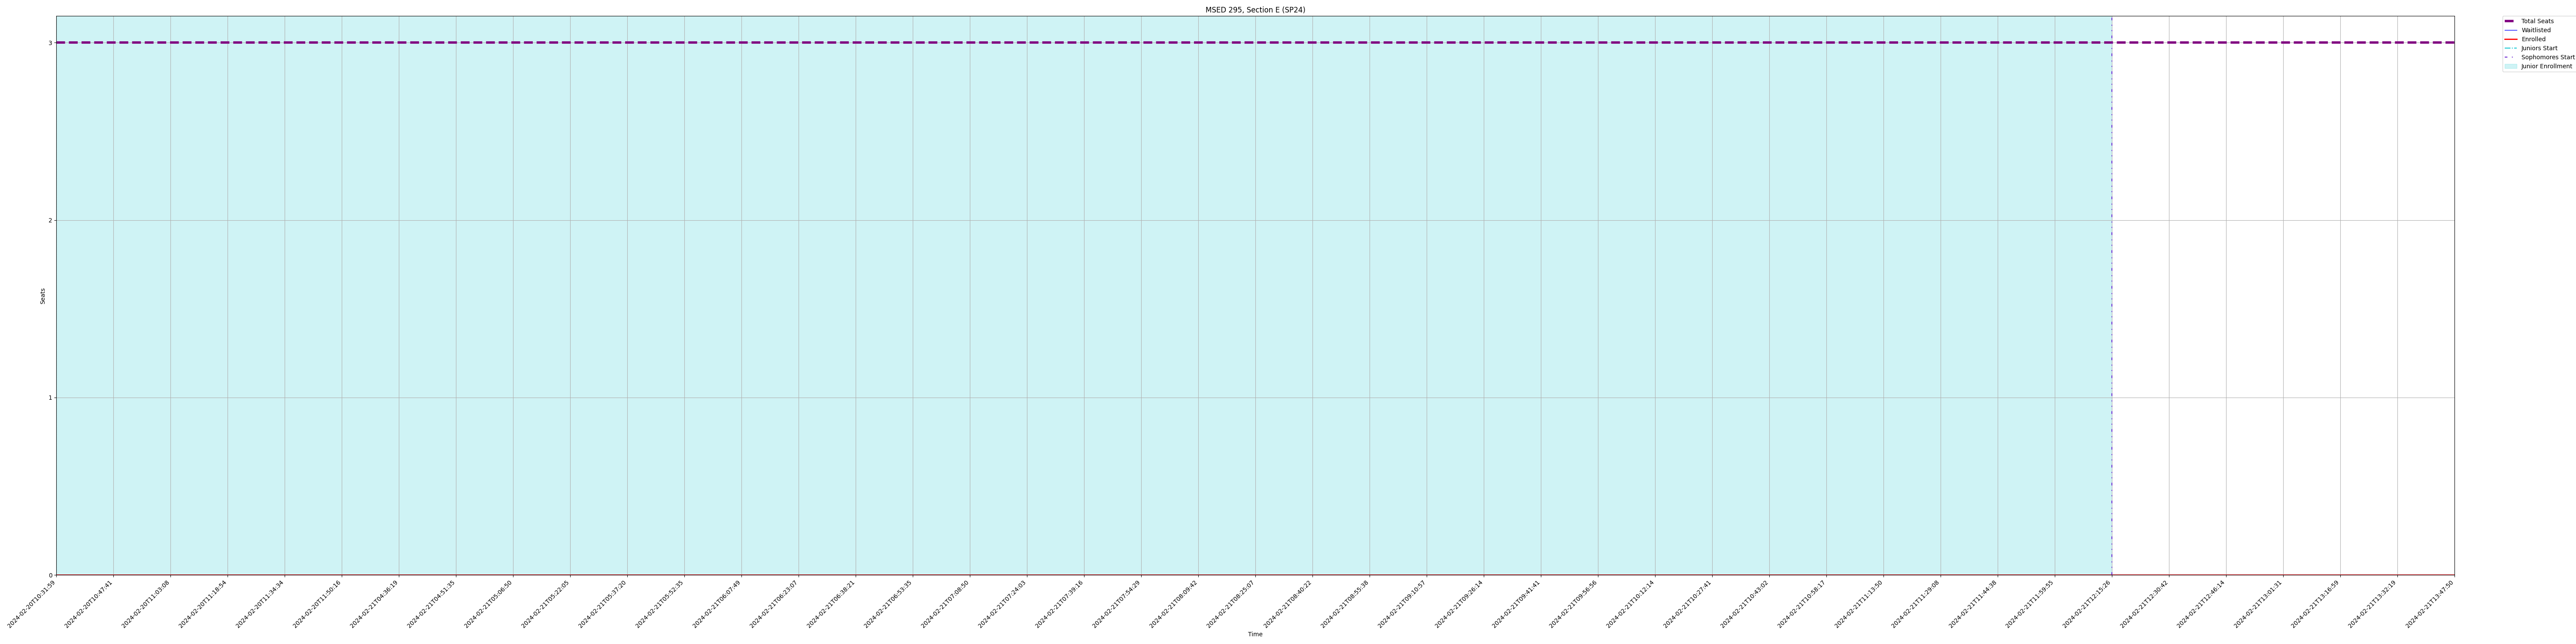 MSED 295, Section E (SP24)
Total Seats
Waitlisted
Enrolled
Juniors Start
Sophomores Start
Junior Enrollment
3
2
1
0
Seats
2024-02-20T10:31:59
2024-02-20T10:47:41
2024-02-20T11:03:08
2024-02-20T11:18:54
2024-02-20T11:34:34
2024-02-20T11:50:16
2024-02-21T04:36:19
2024-02-21T04:51:35
2024-02-21T05:06:50
2024-02-21T05:22:05
2024-02-21T05:37:20
2024-02-21T05:52:35
2024-02-21T06:07:49
2024-02-21T06:23:07
2024-02-21T06:38:21
2024-02-21T06:53:35
2024-02-21T07:08:50
2024-02-21T07:24:03
2024-02-21T07:39:16
2024-02-21T07:54:29
2024-02-21T08:09:42
2024-02-21T08:25:07
2024-02-21T08:40:22
2024-02-21T08:55:38
2024-02-21T09:10:57
2024-02-21T09:26:14
2024-02-21T09:41:41
2024-02-21T09:56:56
2024-02-21T10:12:14
2024-02-21T10:27:41
2024-02-21T10:43:02
2024-02-21T10:58:17
2024-02-21T11:13:50
2024-02-21T11:29:08
2024-02-21T11:44:38
2024-02-21T11:59:55
2024-02-21T12:15:26
2024-02-21T12:30:42
2024-02-21T12:46:14
2024-02-21T13:01:31
2024-02-21T13:16:59
2024-02-21T13:32:19
2024-02-21T13:47:50
Time